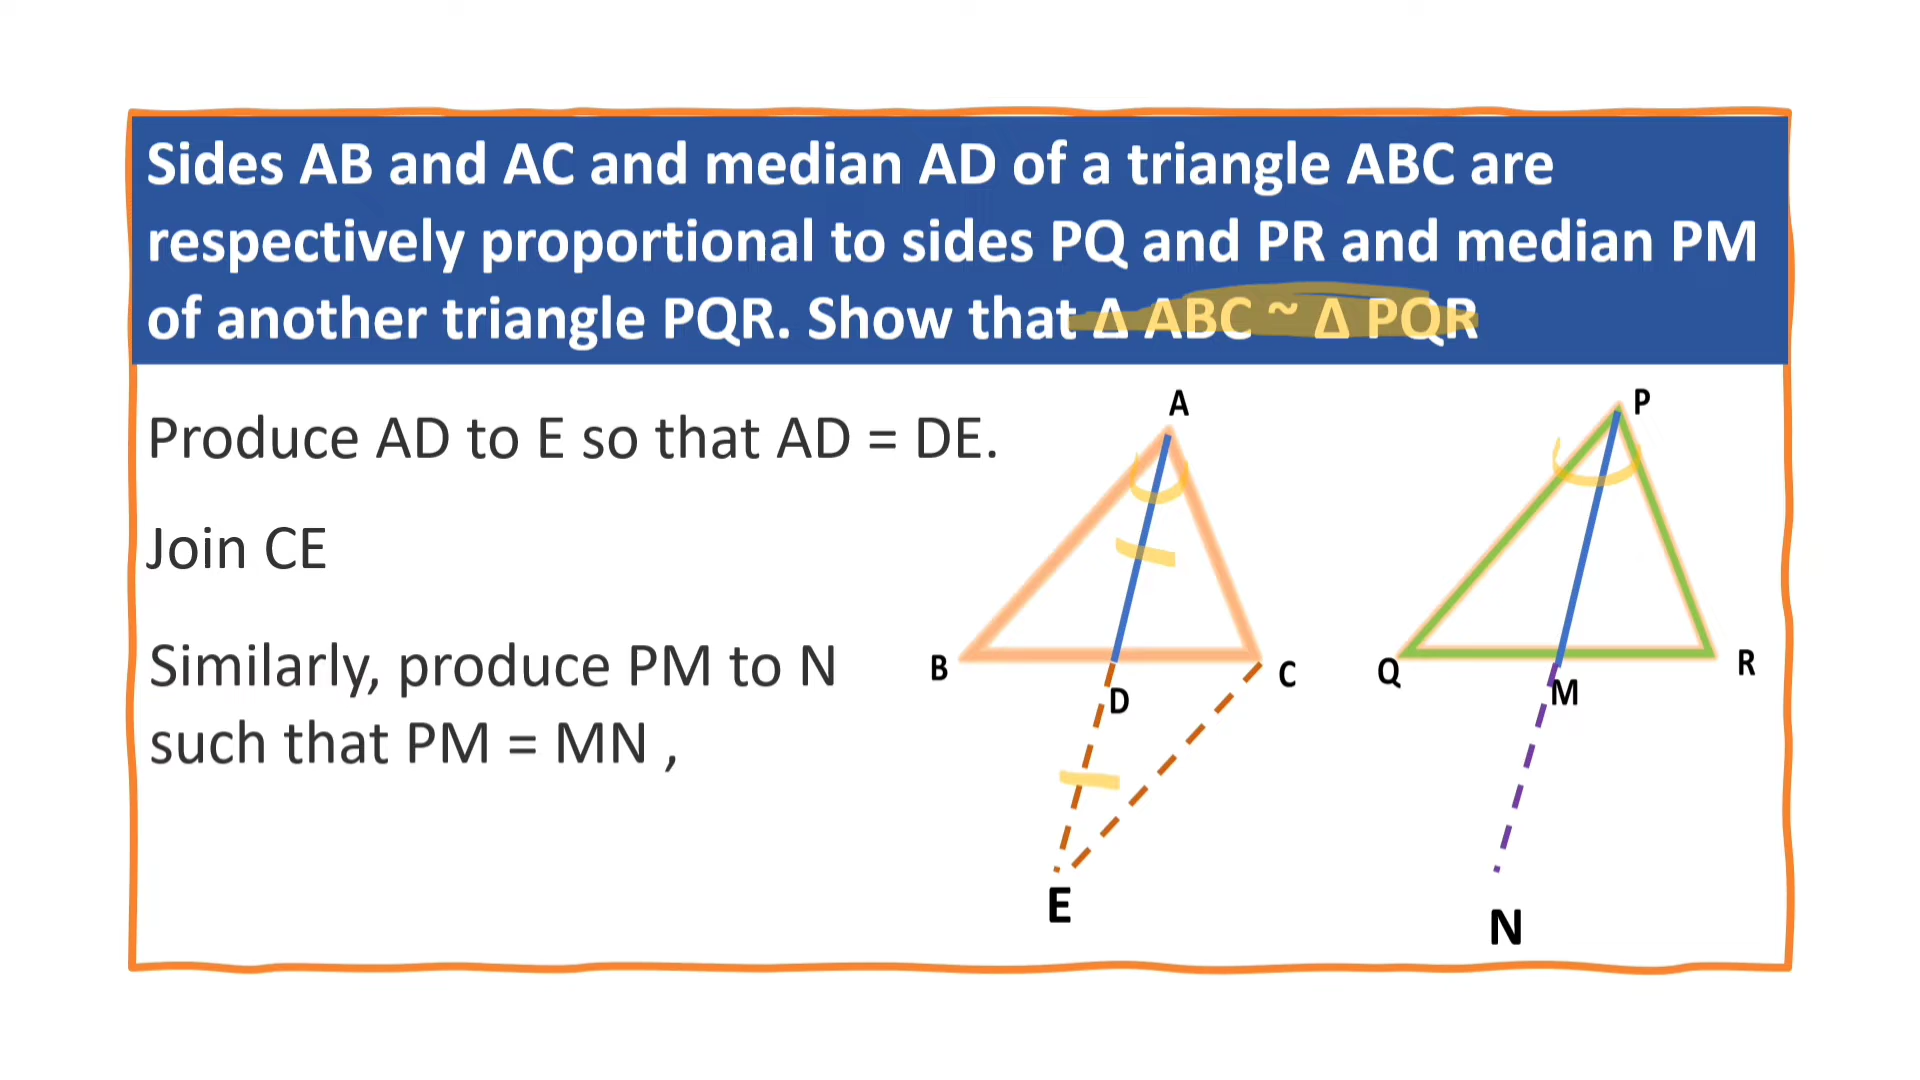 Sides AB and AC and median AD of a triangle ABC are
respectively proportional to sides PQ and PR and median PM
of another triangle PQR. Show that Δ ABC ~ Δ PQR
Produce AD to E so that AD = DE.
Join CE
Similarly, produce PM to N
such that PM = MN ,
A
B
C
D
E
P
Q
R
M
N